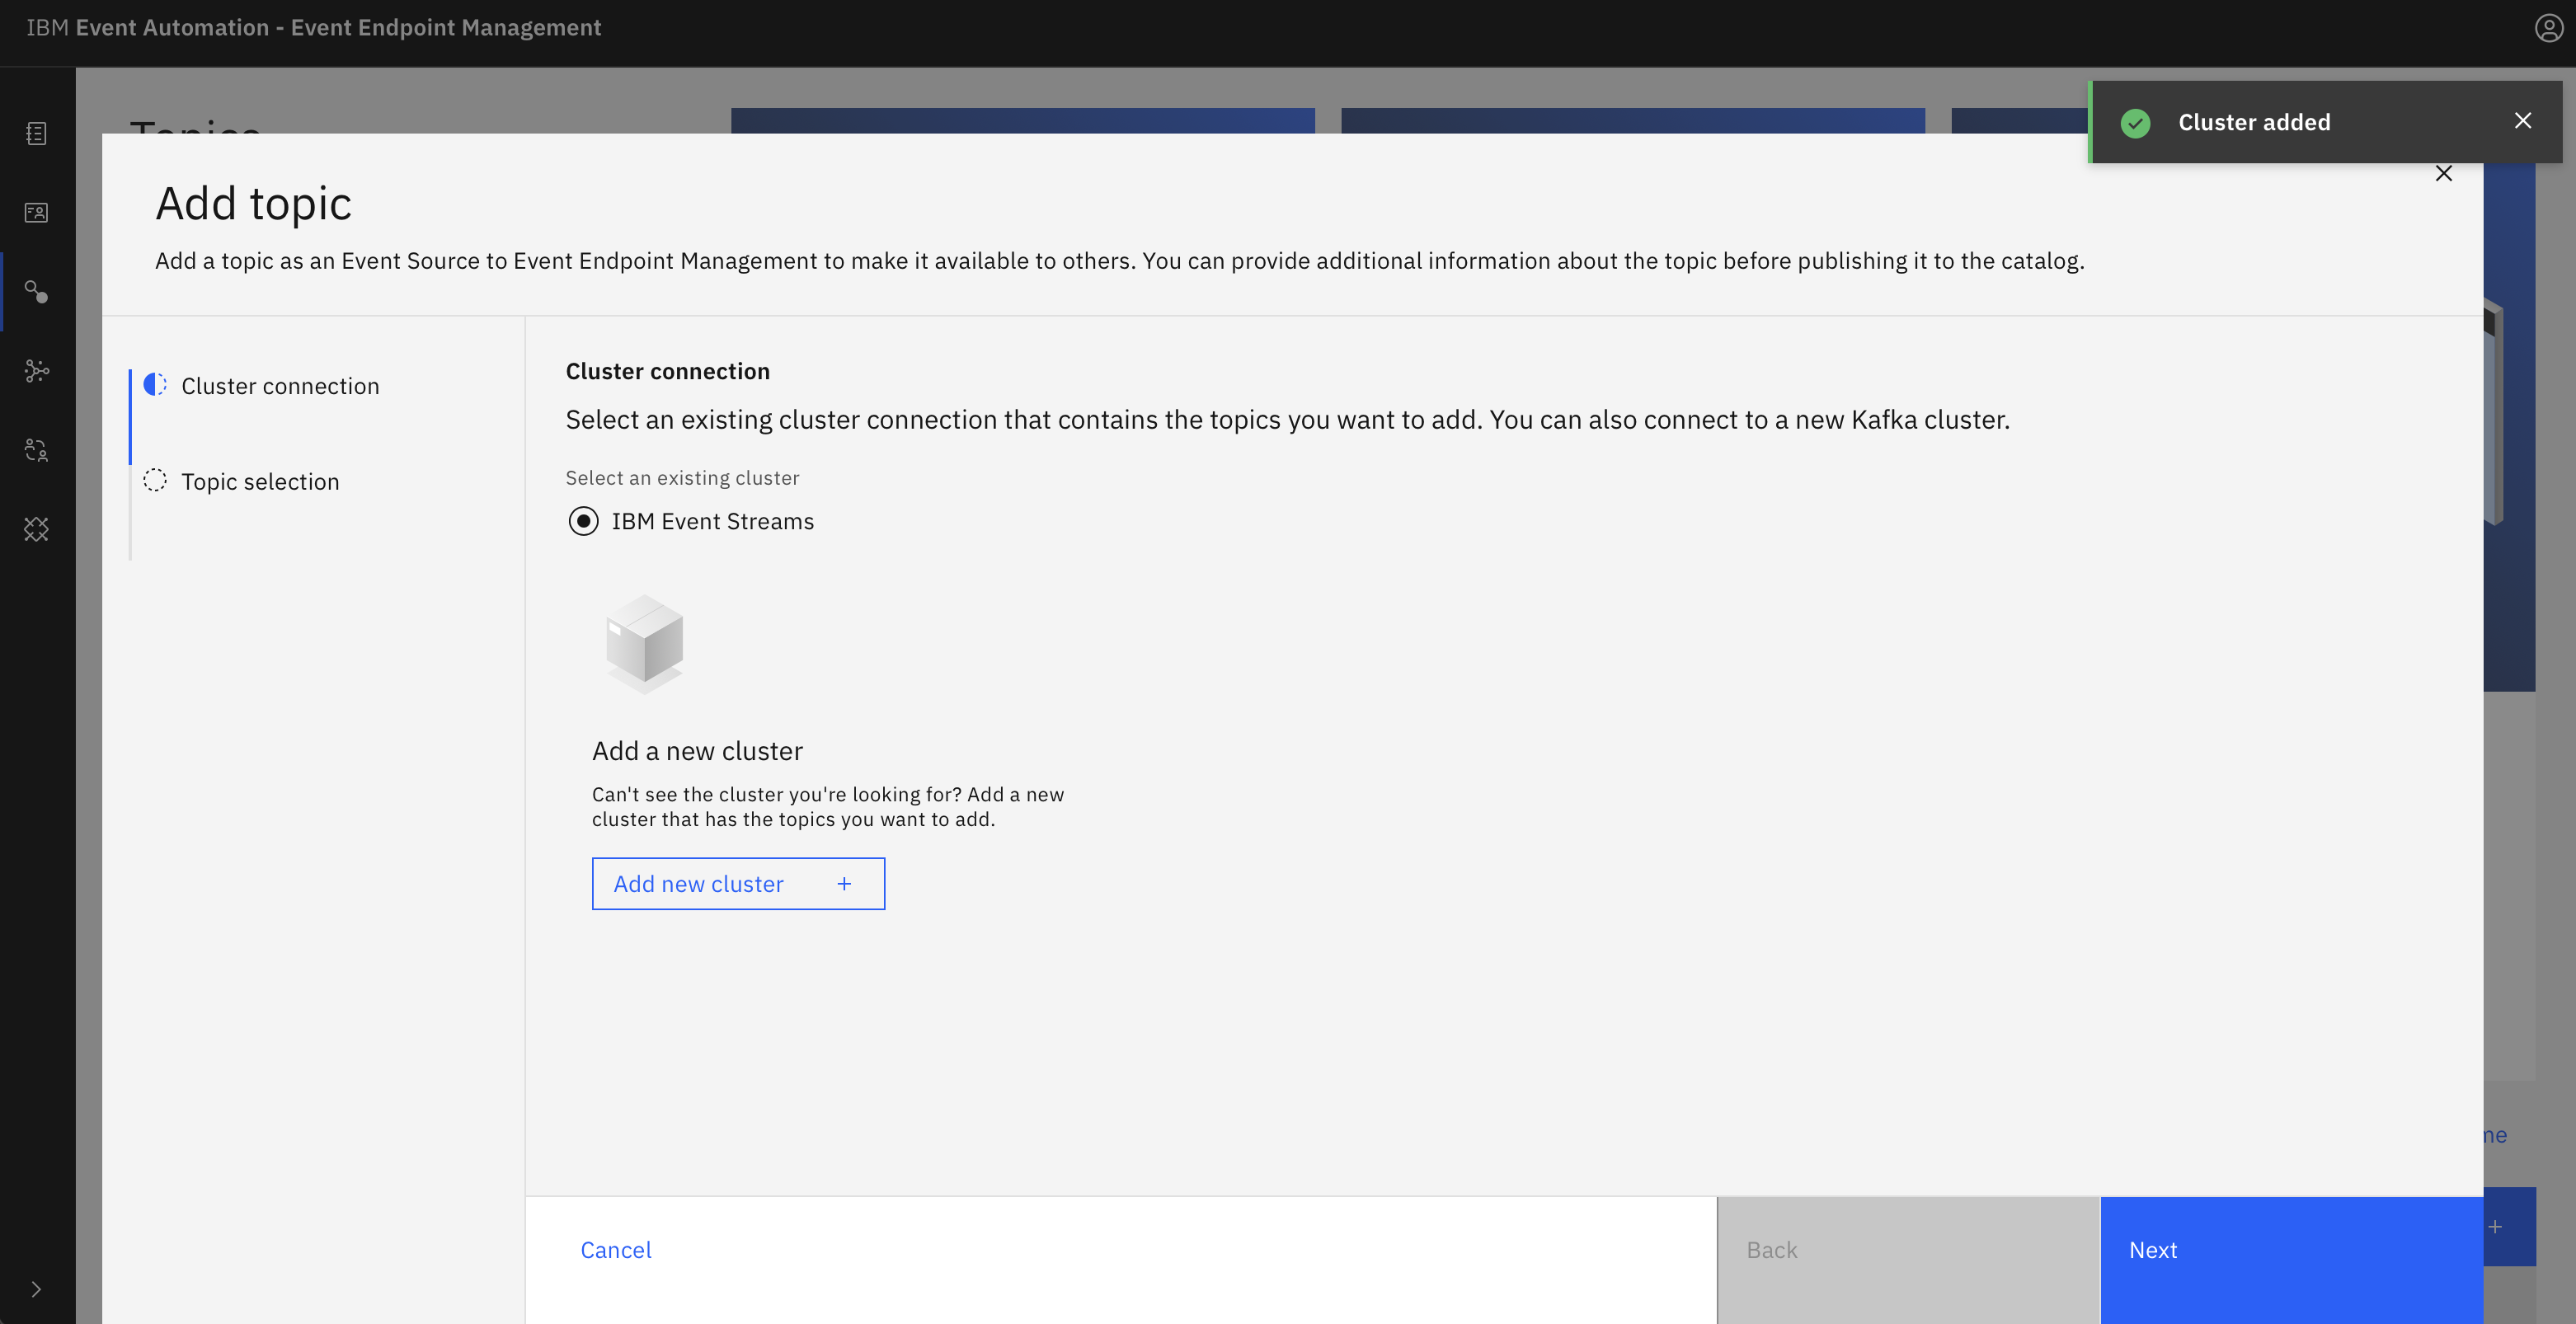 IBM Event Automation - Event Endpoint Management
Topics
Cluster added
Add topic
Add a topic as an Event Source to Event Endpoint Management to make it available to others. You can provide additional information about the topic before publishing it to the catalog.
Cluster connection
Topic selection
Cluster connection
Select an existing cluster connection that contains the topics you want to add. You can also connect to a new Kafka cluster.
Select an existing cluster
IBM Event Streams
Add a new cluster
Can't see the cluster you're looking for? Add a new
cluster that has the topics you want to add.
Add new cluster +
Cancel
Back
Next